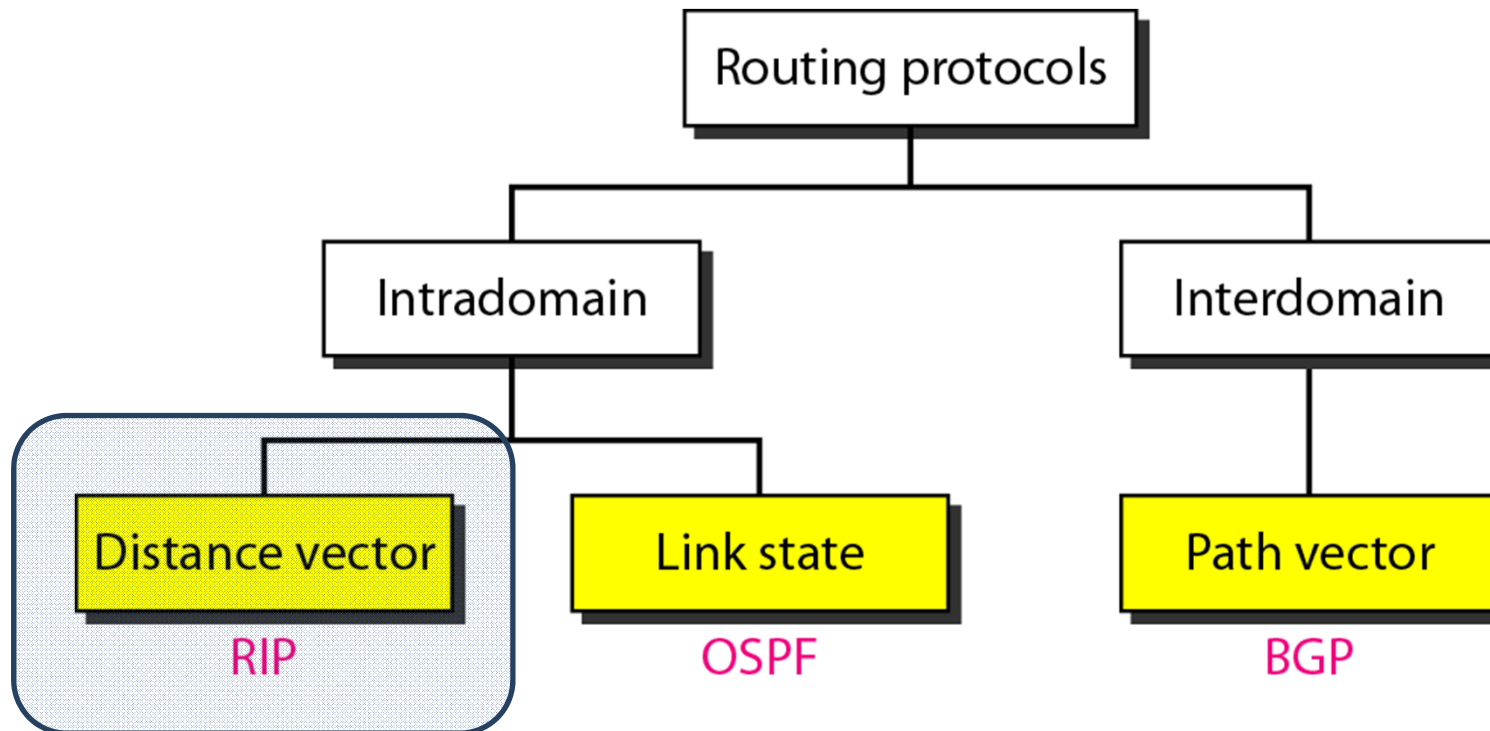 Routing protocols
Intradomain
Interdomain
Distance vector
Link state
Path vector
RIP
OSPF
BGP